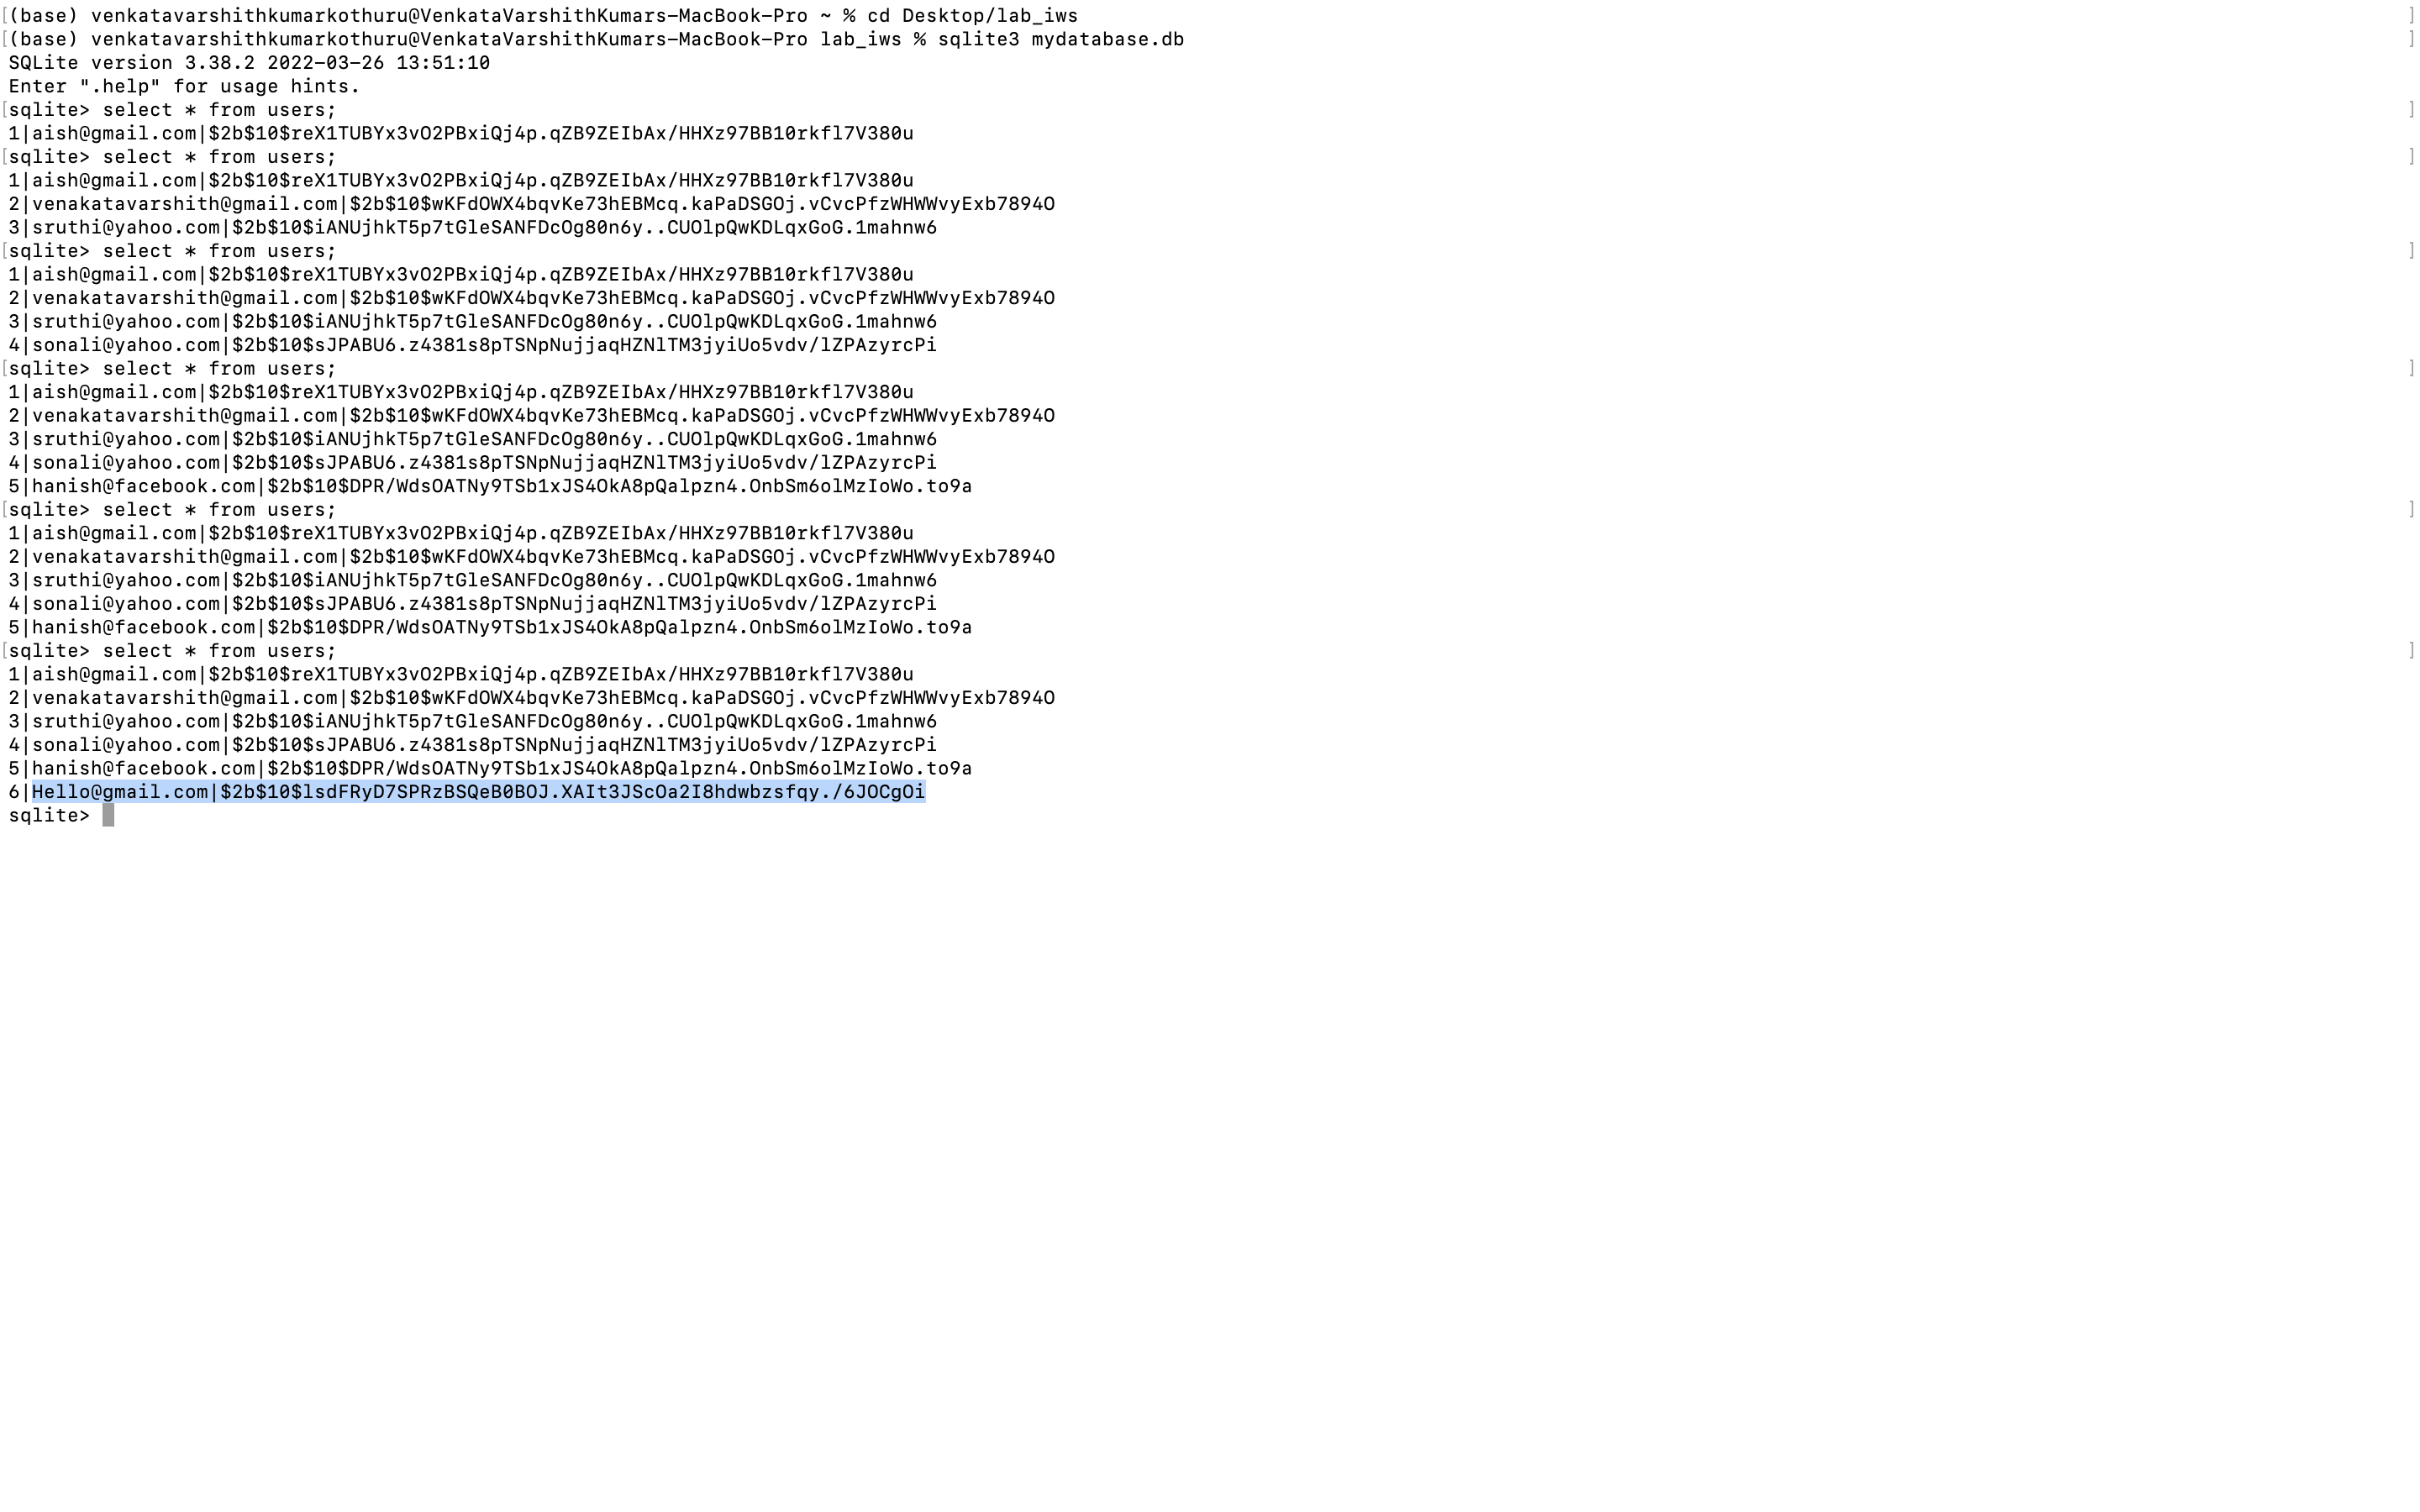 [(base) venkatavarshithkumarkothuru@VenkataVarshithKumars-MacBook-Pro ~ % cd Desktop/lab_iws ]
[(base) venkatavarshithkumarkothuru@VenkataVarshithKumars-MacBook-Pro lab_iws % sqlite3 mydatabase.db ]
SQLite version 3.38.2 2022-03-26 13:51:10
Enter ".help" for usage hints.
[sqlite> select * from users; ]
1|aish@gmail.com|$2b$10$reX1TUBYx3vO2PBxiQj4p.qZB9ZEIbAx/HHXz97BB10rkfl7V380u
[sqlite> select * from users; ]
1|aish@gmail.com|$2b$10$reX1TUBYx3vO2PBxiQj4p.qZB9ZEIbAx/HHXz97BB10rkfl7V380u
2|venakatavarshith@gmail.com|$2b$10$wKFdOWX4bqvKe73hEBMcq.kaPaDSGOj.vCvcPfzWHWWvyExb7894O
3|sruthi@yahoo.com|$2b$10$iANUjhkT5p7tGleSANFDcOg80n6y..CUOlpQwKDLqxGoG.1mahnw6
[sqlite> select * from users; ]
1|aish@gmail.com|$2b$10$reX1TUBYx3vO2PBxiQj4p.qZB9ZEIbAx/HHXz97BB10rkfl7V380u
2|venakatavarshith@gmail.com|$2b$10$wKFdOWX4bqvKe73hEBMcq.kaPaDSGOj.vCvcPfzWHWWvyExb7894O
3|sruthi@yahoo.com|$2b$10$iANUjhkT5p7tGleSANFDcOg80n6y..CUOlpQwKDLqxGoG.1mahnw6
4|sonali@yahoo.com|$2b$10$sJPABU6.z4381s8pTSNpNujjaqHZNlTM3jyiUo5vdv/lZPAzyrcPi
[sqlite> select * from users; ]
1|aish@gmail.com|$2b$10$reX1TUBYx3vO2PBxiQj4p.qZB9ZEIbAx/HHXz97BB10rkfl7V380u
2|venakatavarshith@gmail.com|$2b$10$wKFdOWX4bqvKe73hEBMcq.kaPaDSGOj.vCvcPfzWHWWvyExb7894O
3|sruthi@yahoo.com|$2b$10$iANUjhkT5p7tGleSANFDcOg80n6y..CUOlpQwKDLqxGoG.1mahnw6
4|sonali@yahoo.com|$2b$10$sJPABU6.z4381s8pTSNpNujjaqHZNlTM3jyiUo5vdv/lZPAzyrcPi
5|hanish@facebook.com|$2b$10$DPR/WdsOATNy9TSb1xJS4OkA8pQalpzn4.OnbSm6olMzIoWo.to9a
[sqlite> select * from users; ]
1|aish@gmail.com|$2b$10$reX1TUBYx3vO2PBxiQj4p.qZB9ZEIbAx/HHXz97BB10rkfl7V380u
2|venakatavarshith@gmail.com|$2b$10$wKFdOWX4bqvKe73hEBMcq.kaPaDSGOj.vCvcPfzWHWWvyExb7894O
3|sruthi@yahoo.com|$2b$10$iANUjhkT5p7tGleSANFDcOg80n6y..CUOlpQwKDLqxGoG.1mahnw6
4|sonali@yahoo.com|$2b$10$sJPABU6.z4381s8pTSNpNujjaqHZNlTM3jyiUo5vdv/lZPAzyrcPi
5|hanish@facebook.com|$2b$10$DPR/WdsOATNy9TSb1xJS4OkA8pQalpzn4.OnbSm6olMzIoWo.to9a
[sqlite> select * from users; ]
1|aish@gmail.com|$2b$10$reX1TUBYx3vO2PBxiQj4p.qZB9ZEIbAx/HHXz97BB10rkfl7V380u
2|venakatavarshith@gmail.com|$2b$10$wKFdOWX4bqvKe73hEBMcq.kaPaDSGOj.vCvcPfzWHWWvyExb7894O
3|sruthi@yahoo.com|$2b$10$iANUjhkT5p7tGleSANFDcOg80n6y..CUOlpQwKDLqxGoG.1mahnw6
4|sonali@yahoo.com|$2b$10$sJPABU6.z4381s8pTSNpNujjaqHZNlTM3jyiUo5vdv/lZPAzyrcPi
5|hanish@facebook.com|$2b$10$DPR/WdsOATNy9TSb1xJS4OkA8pQalpzn4.OnbSm6olMzIoWo.to9a
6|Hello@gmail.com|$2b$10$lsdFRyD7SPRzBSQeB0BOJ.XAIt3JScOa2I8hdwbzsfqy./6JOCgOi
sqlite>